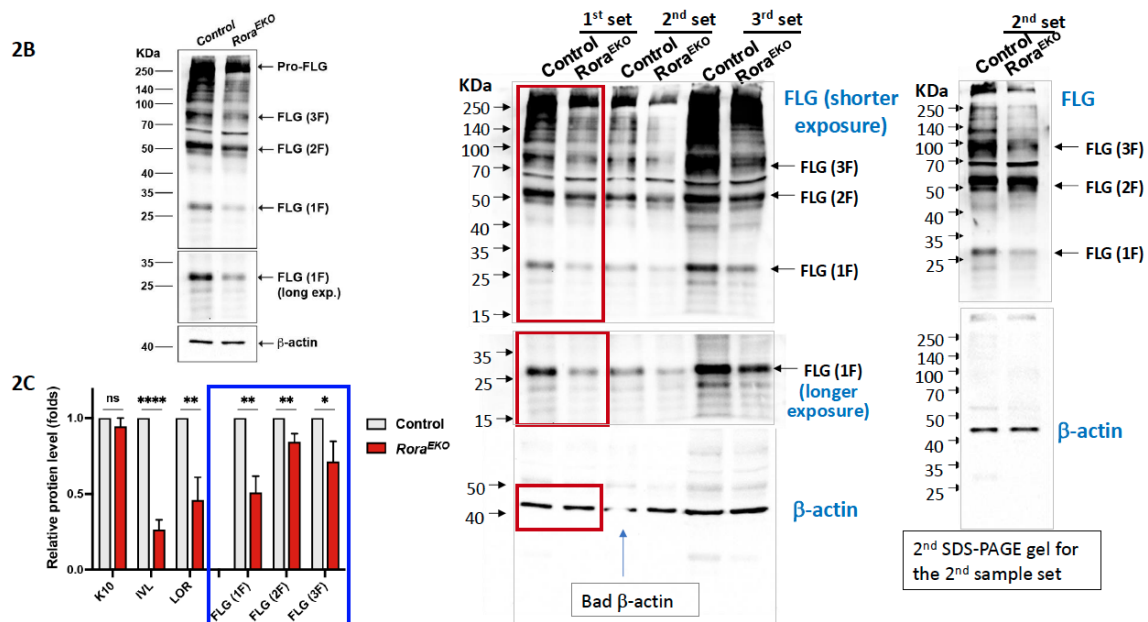 2B
Control
Rora^EKO
KDa
250
140
100
70
50
40
35
25
Pro-FLG
FLG (3F)
FLG (2F)
FLG (1F)
35
25
FLG (1F)
(long exp.)
40
β-actin
2C
Relative protien level (folds)
1.0
0.5
0.0
ns
****
**
**
**
*
K10
IVL
LOR
FLG (1F)
FLG (2F)
FLG (3F)
Control
Rora^EKO
1st set
2nd set
3rd set
Control
Rora^EKO
Control
Rora^EKO
Control
Rora^EKO
KDa
250
140
100
70
50
40
35
25
15
FLG (shorter
exposure)
FLG (3F)
FLG (2F)
FLG (1F)
35
25
15
FLG (1F)
(longer
exposure)
50
40
β-actin
Bad β-actin
2nd set
Control
Rora^EKO
KDa
250
140
100
70
50
40
35
25
FLG
FLG (3F)
FLG (2F)
FLG (1F)
250
140
100
70
50
40
35
25
β-actin
2nd SDS-PAGE gel for
the 2nd sample set